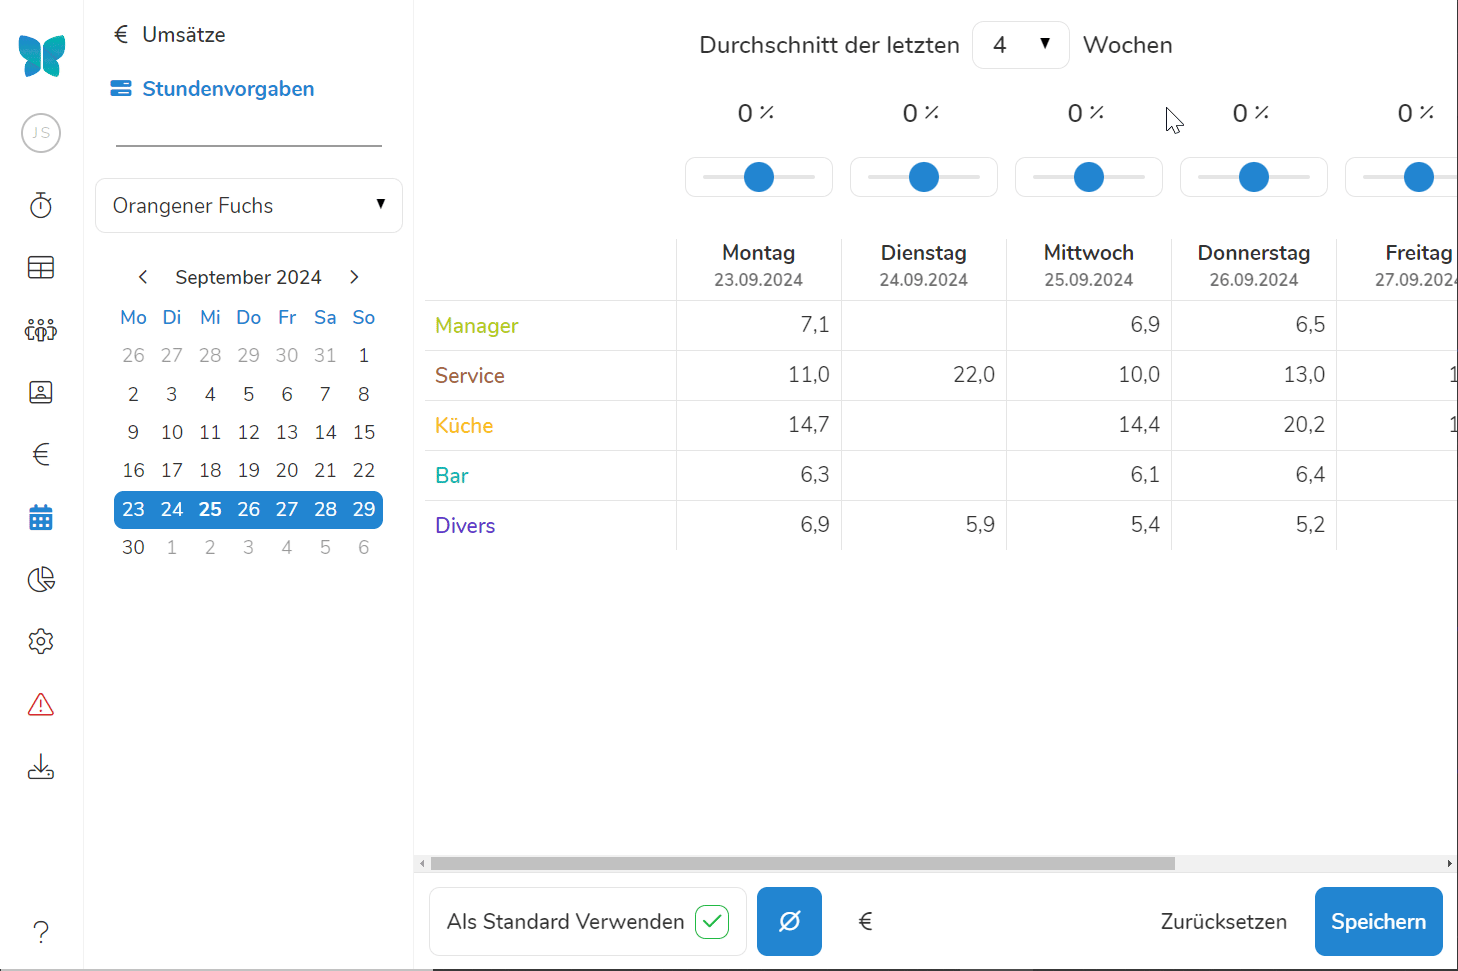 € Umsätze
Stundenvorgaben
JS
Orangener Fuchs
September 2024
Mo Di Mi Do Fr Sa So
26 27 28 29 30 31 1
2 3 4 5 6 7 8
9 10 11 12 13 14 15
16 17 18 19 20 21 22
23 24 25 26 27 28 29
30 1 2 3 4 5 6
?
Durchschnitt der letzten 4 Wochen
0 % 0 % 0 % 0 % 0 %
Montag Dienstag Mittwoch Donnerstag Freitag
23.09.2024 24.09.2024 25.09.2024 26.09.2024 27.09.2024
Manager 7,1 6,9 6,5
Service 11,0 22,0 10,0 13,0 1
Küche 14,7 14,4 20,2 1
Bar 6,3 6,1 6,4
Divers 6,9 5,9 5,4 5,2
Als Standard Verwenden Ø € Zurücksetzen Speichern